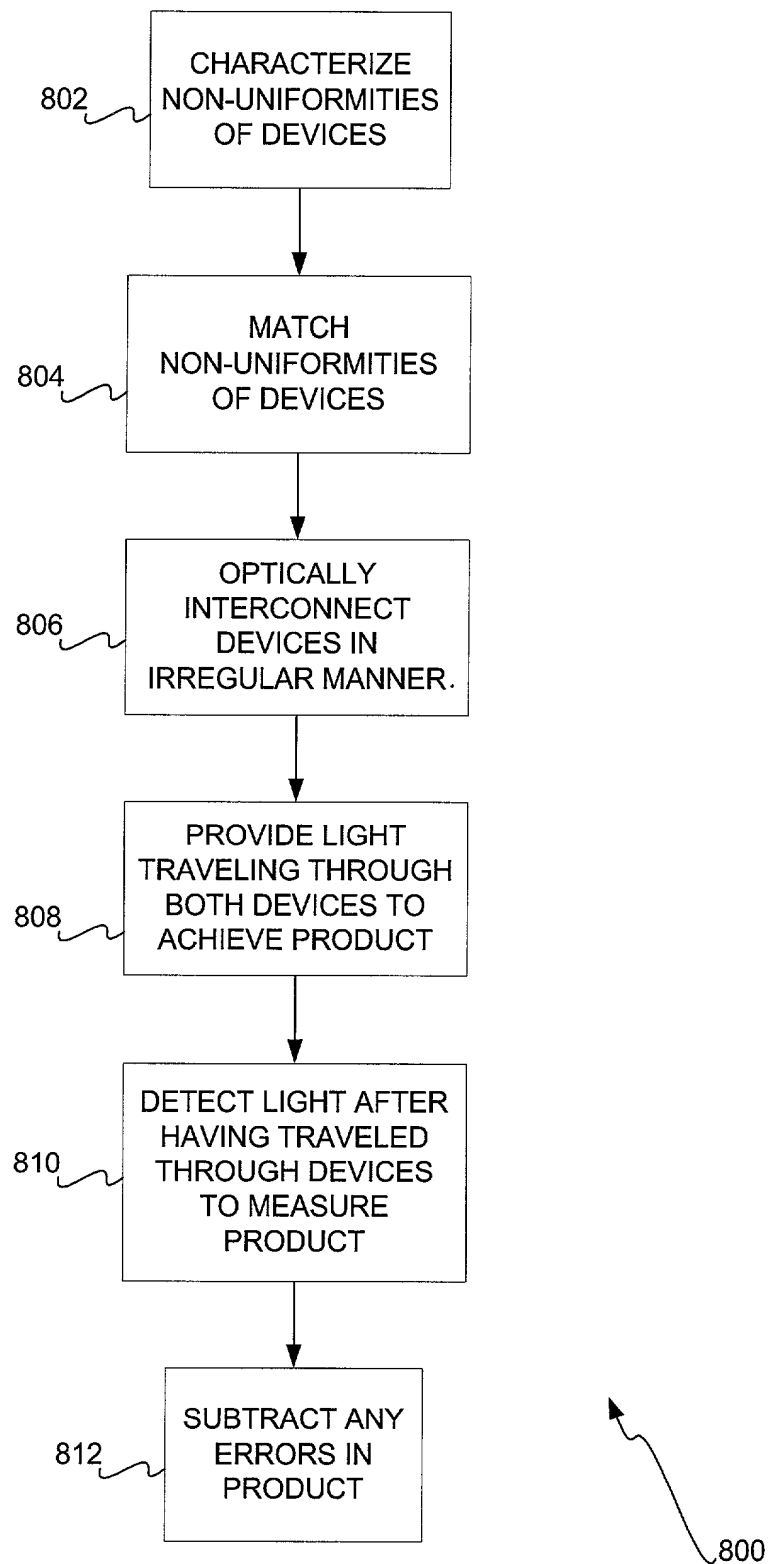 802
CHARACTERIZE
NON-UNIFORMITIES
OF DEVICES
804
MATCH
NON-UNIFORMITIES
OF DEVICES
806
OPTICALLY
INTERCONNECT
DEVICES IN
IRREGULAR MANNER.
808
PROVIDE LIGHT
TRAVELING THROUGH
BOTH DEVICES TO
ACHIEVE PRODUCT
810
DETECT LIGHT AFTER
HAVING TRAVELED
THROUGH DEVICES
TO MEASURE
PRODUCT
812
SUBTRACT ANY
ERRORS IN
PRODUCT
800